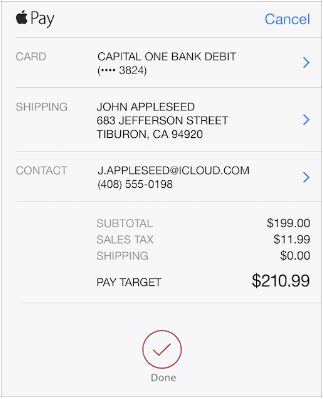 Pay Cancel
CARD CAPITAL ONE BANK DEBIT
(•••• 3824)
SHIPPING JOHN APPLESEED
683 JEFFERSON STREET
TIBURON, CA 94920
CONTACT J.APPLESEED@ICLOUD.COM
(408) 555-0198
SUBTOTAL $199.00
SALES TAX $11.99
SHIPPING $0.00
PAY TARGET $210.99
Done